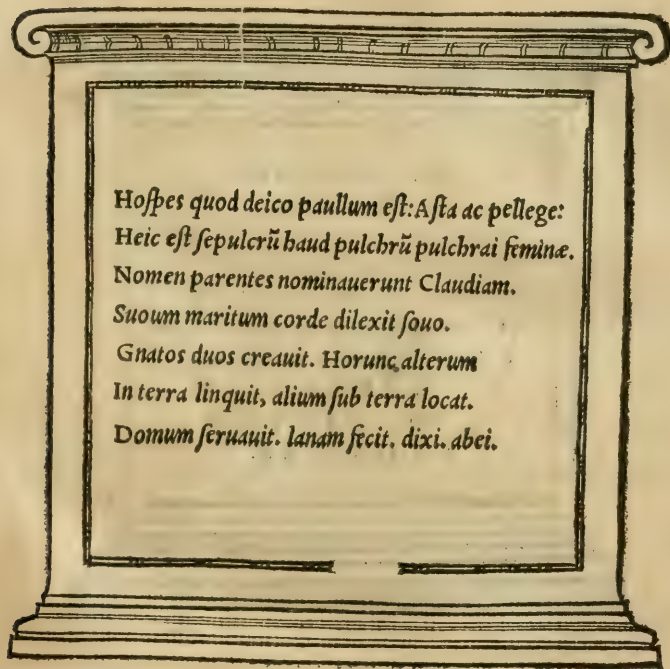 Hoſpes quod deico paullum eſt: Aſta ac pellege:
Heic eſt ſepulcrũ haud pulchrũ pulchrai feminæ.
Nomen parentes nominauerunt Claudiam.
Suoum maritum corde dilexit ſouo.
Gnatos duos creauit. Horunc alterum
In terra linquit, alium ſub terra locat.
Domum ſeruauit. lanam fecit. dixi. abei.